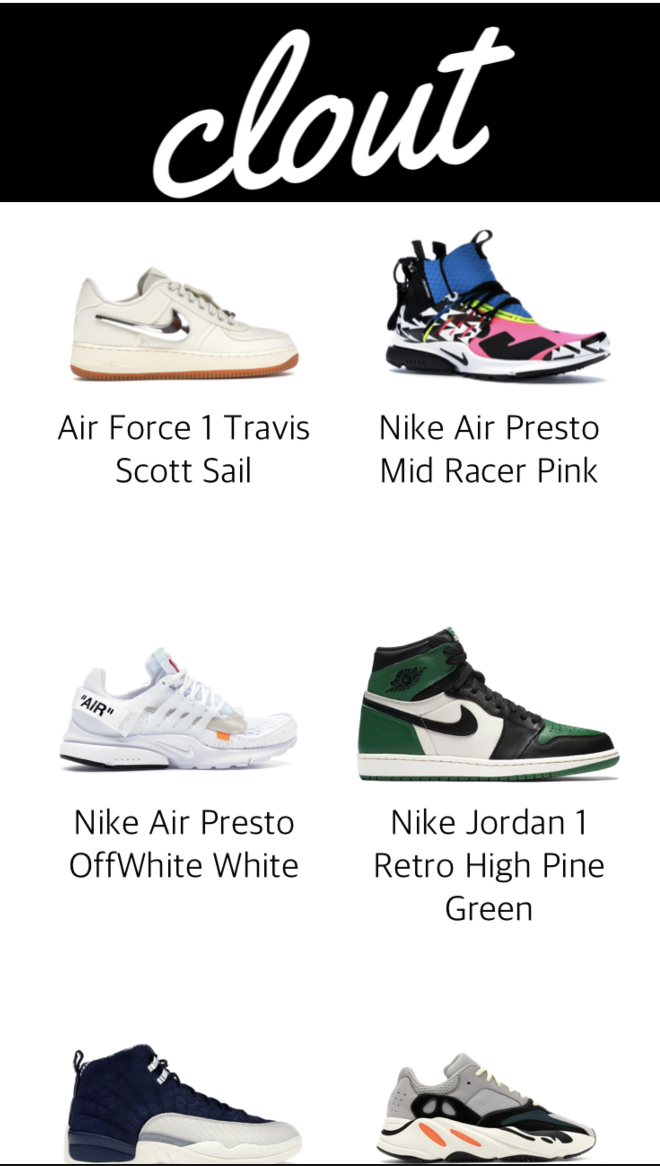 clout
Air Force 1 Travis
Scott Sail
Nike Air Presto
Mid Racer Pink
"AIR"
Nike Air Presto
OffWhite White
Nike Jordan 1
Retro High Pine
Green